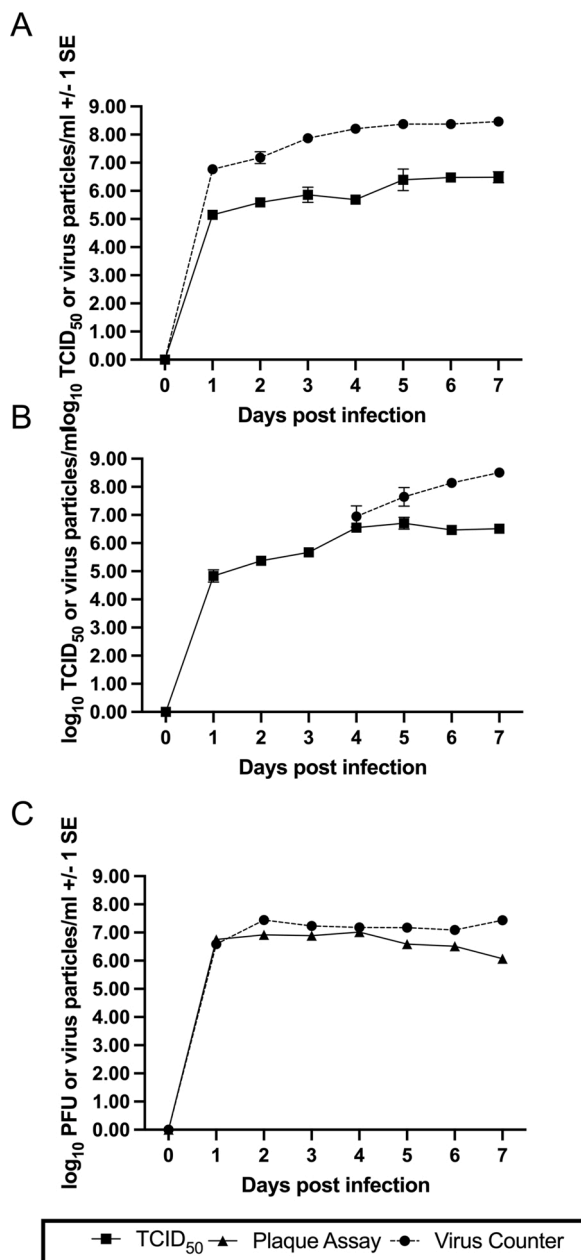 A
log10 TCID50 or virus particles/ml +/- 1 SE
9.00
8.00
7.00
6.00
5.00
4.00
3.00
2.00
1.00
0.00
0 1 2 3 4 5 6 7
Days post infection
B
log10 TCID50 or virus particles/ml
9.00
8.00
7.00
6.00
5.00
4.00
3.00
2.00
1.00
0.00
0 1 2 3 4 5 6 7
Days post infection
C
log10 PFU or virus particles/ml +/- 1 SE
9.00
8.00
7.00
6.00
5.00
4.00
3.00
2.00
1.00
0.00
0 1 2 3 4 5 6 7
Days post infection
TCID50 Plaque Assay Virus Counter